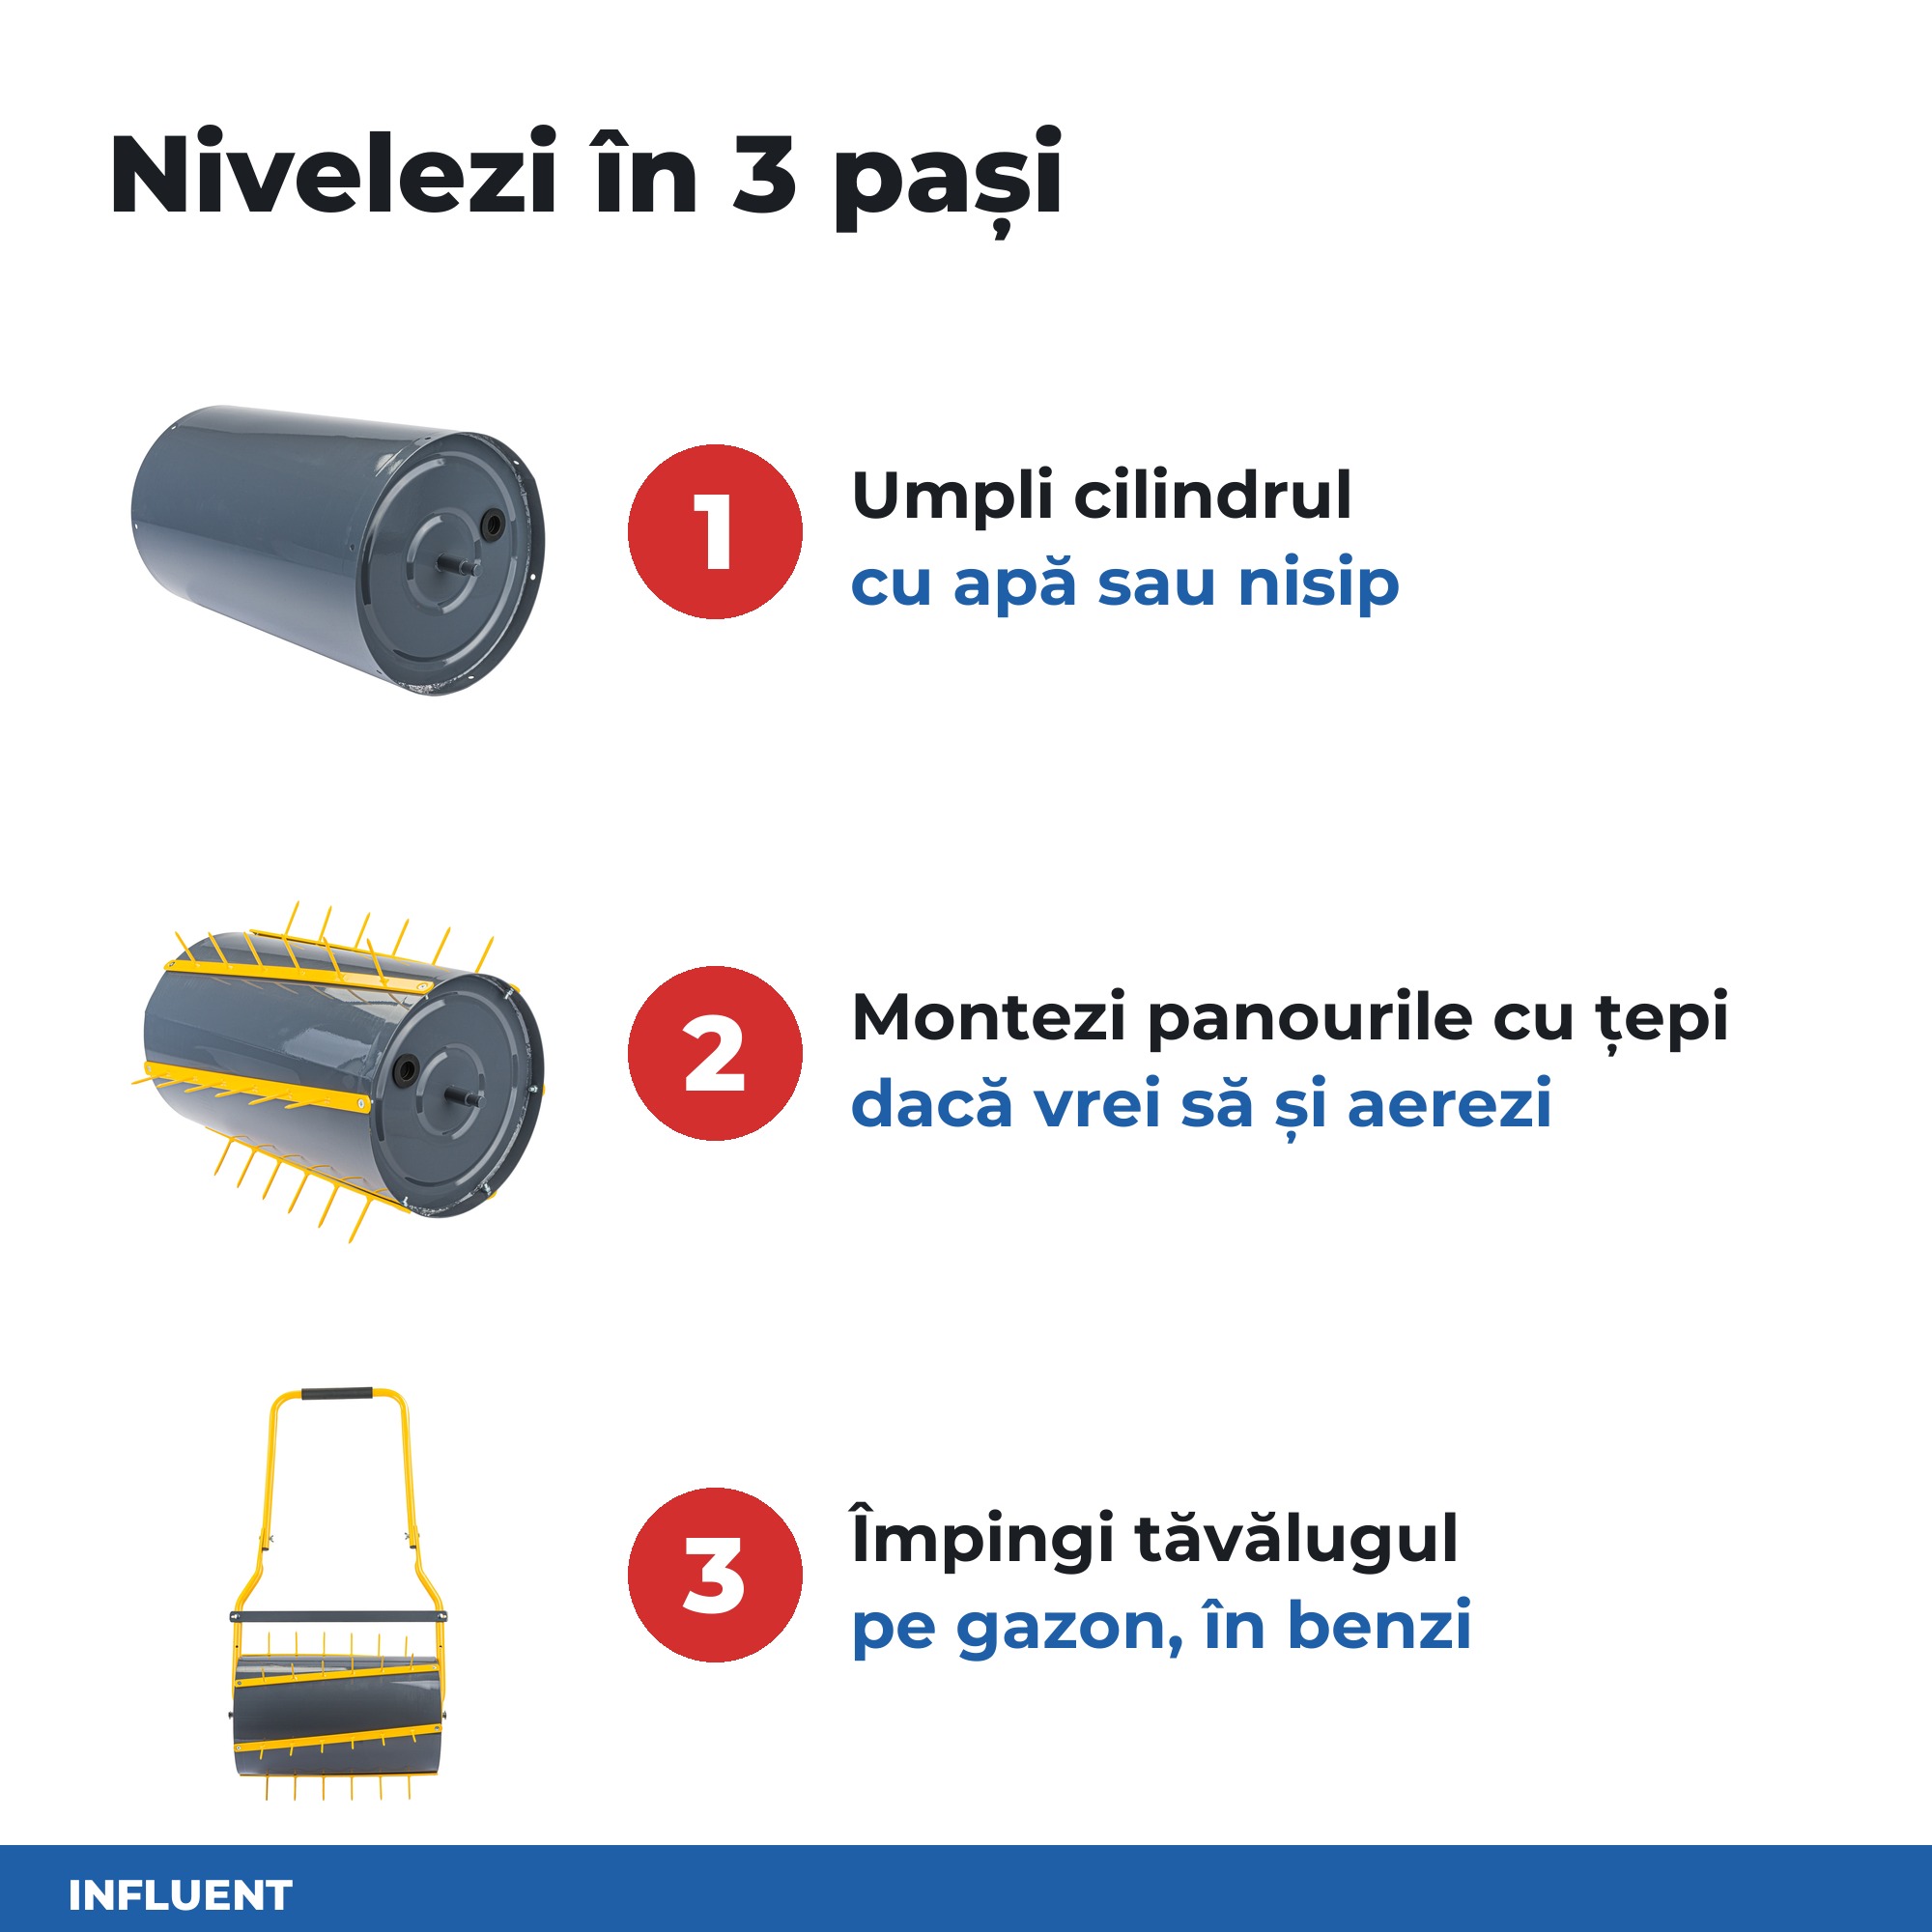 Nivelezi în 3 pași
1
Umpli cilindrul
cu apă sau nisip
2
Montezi panourile cu țepi
dacă vrei să și aerezi
3
Împingi tăvălugul
pe gazon, în benzi
INFLUENT